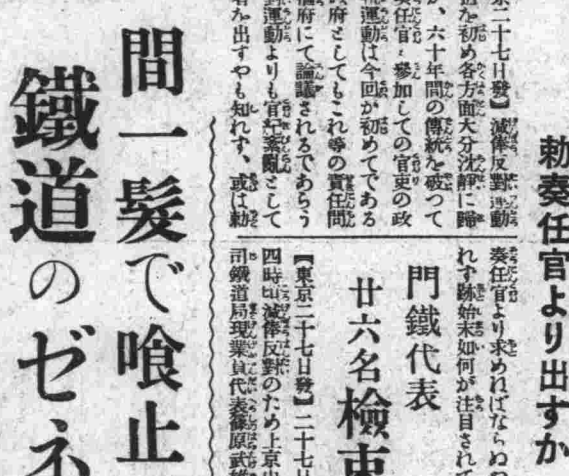 勅奏任官より出すか
京二十七日發】減俸反對運動
を初め各方面大分沈靜に歸
が、六十年間の傳統を破つて
奏任官ゝ參加しての官吏の政
運動は今回が初めてである
府としてもこれ等の責任問
府にて論議されるであらう
運動よりも官紀紊亂として
者を出すやも知れず、或は勅
奏任官より求めねばならぬ
れず跡始末如何が注目され
門鐵代表
廿六名檢束
【東京二十七日發】二十七日
四時出減俸反對のため上京
司鐵道局現業員代表篠原武
間一髮で喰止
鐵道のゼネ